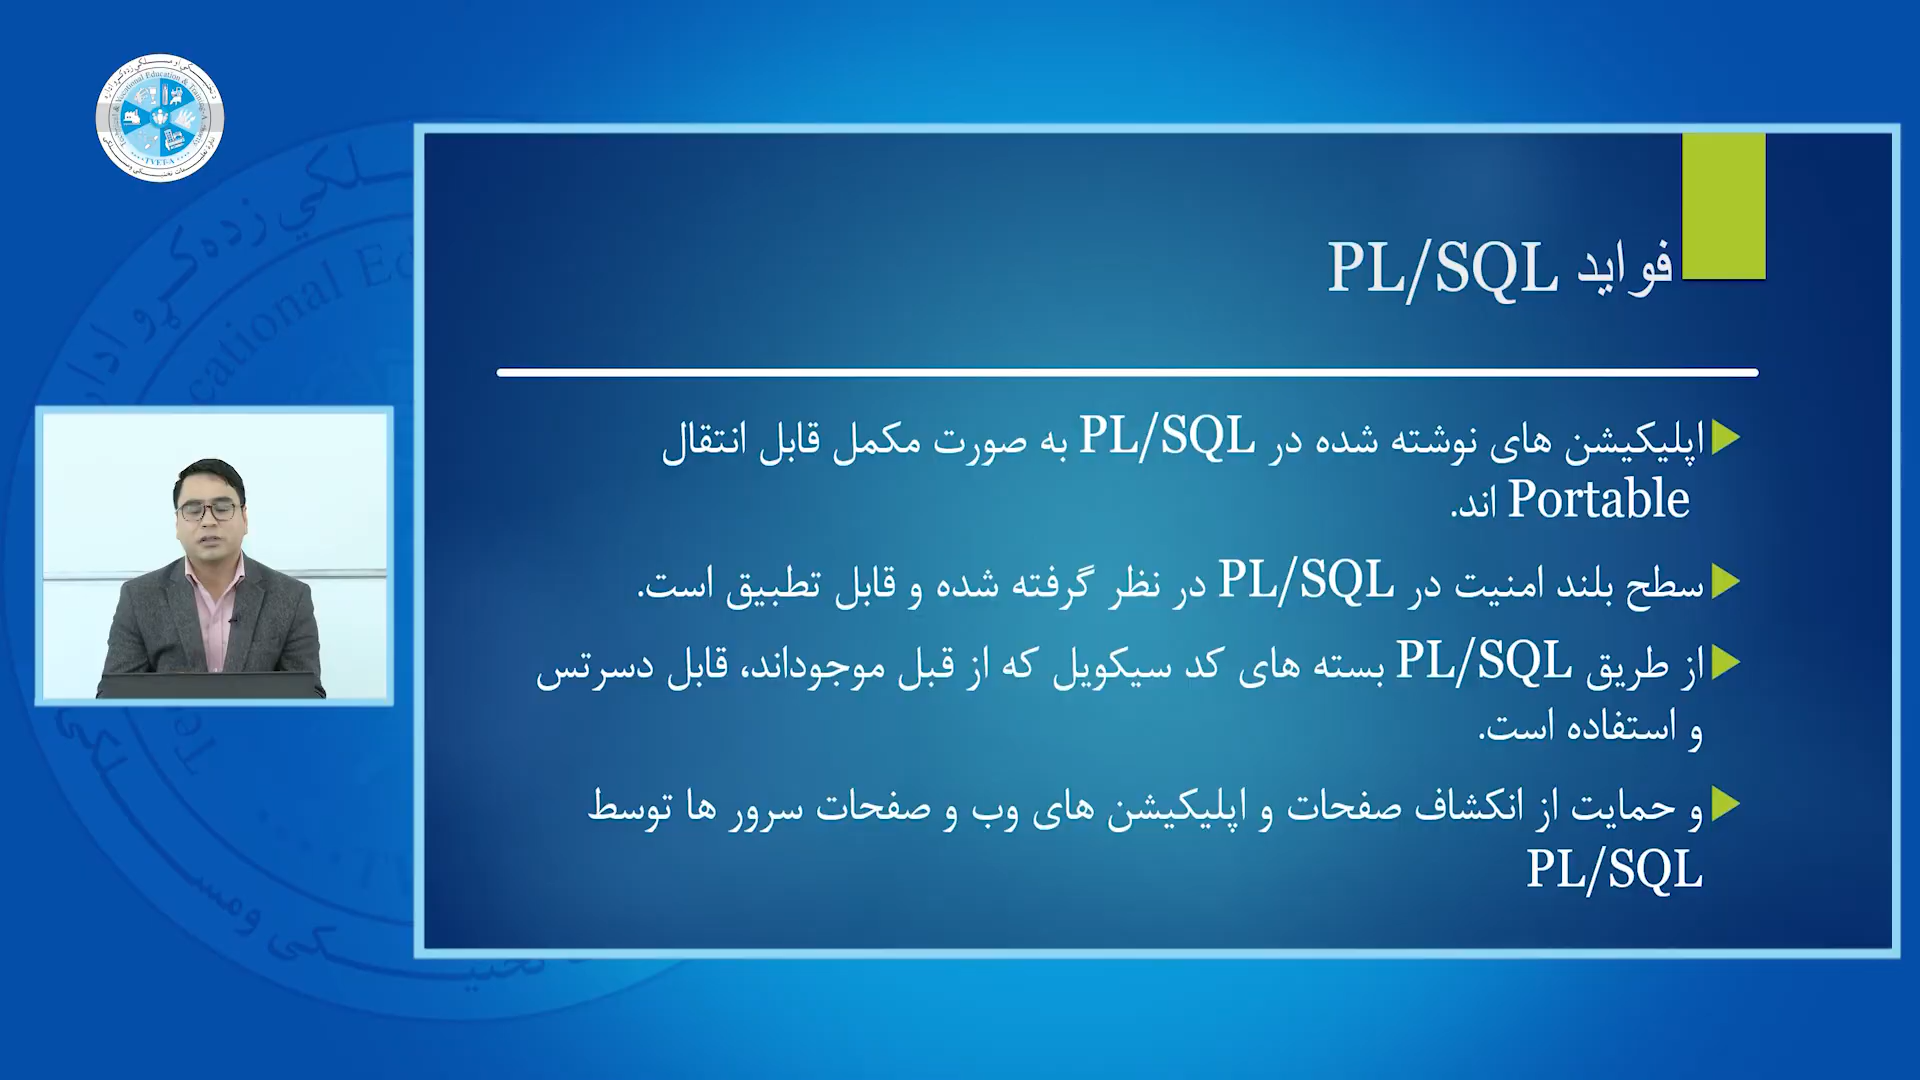 فواید PL/SQL
اپلیکیشن های نوشته شده در PL/SQL به صورت مکمل قابل انتقال
Portable اند.
سطح بلند امنیت در PL/SQL در نظر گرفته شده و قابل تطبیق است.
از طریق PL/SQL بسته های کد سیکویل که از قبل موجوداند، قابل دسرتس
و استفاده است.
و حمایت از انکشاف صفحات و اپلیکیشن های وب و صفحات سرور ها توسط
PL/SQL
TVET-A